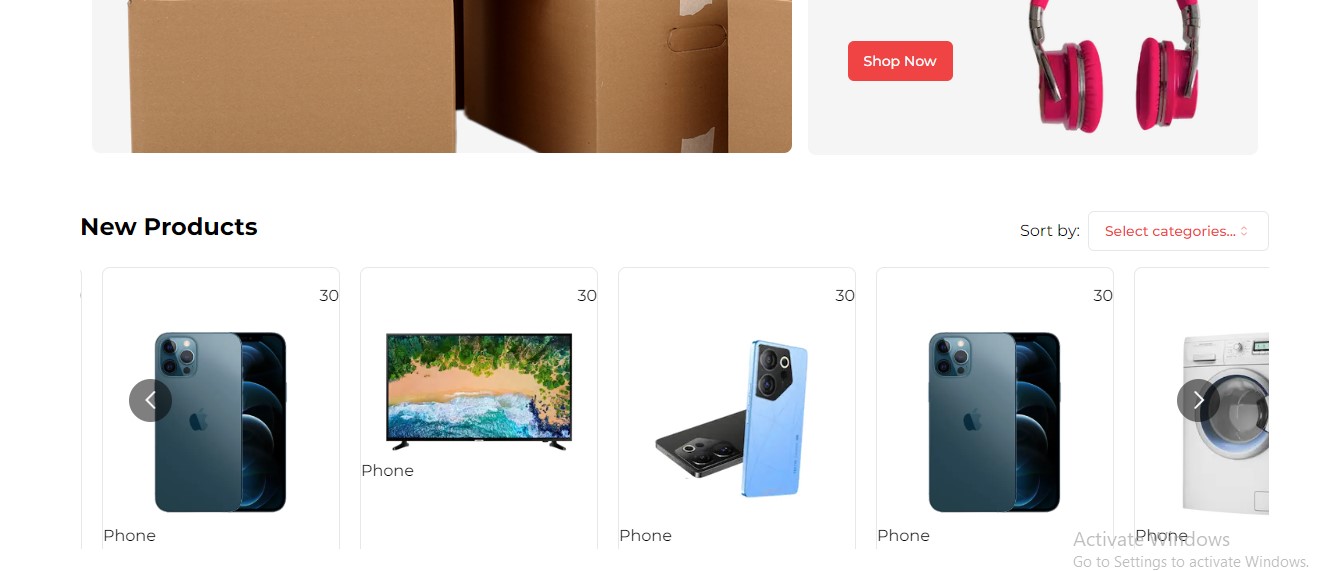 Shop Now
New Products
Sort by:
Select categories...
30
30
30
30
Phone
Phone
Phone
Phone
Phone
Activate Windows
Go to Settings to activate Windows.